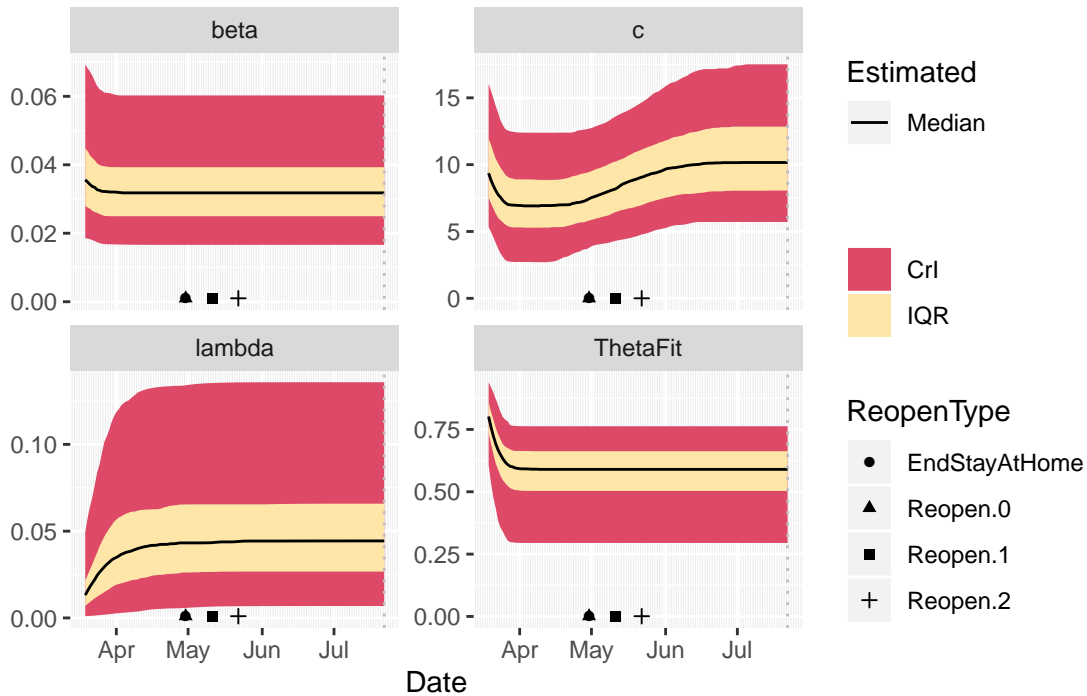 beta
c
0.06
0.04
0.02
0.00
15
10
5
0
lambda
ThetaFit
0.10
0.05
0.00
0.75
0.50
0.25
0.00
Apr May Jun Jul
Apr May Jun Jul
Date
Estimated
Median
CrI
IQR
ReopenType
EndStayAtHome
Reopen.0
Reopen.1
Reopen.2